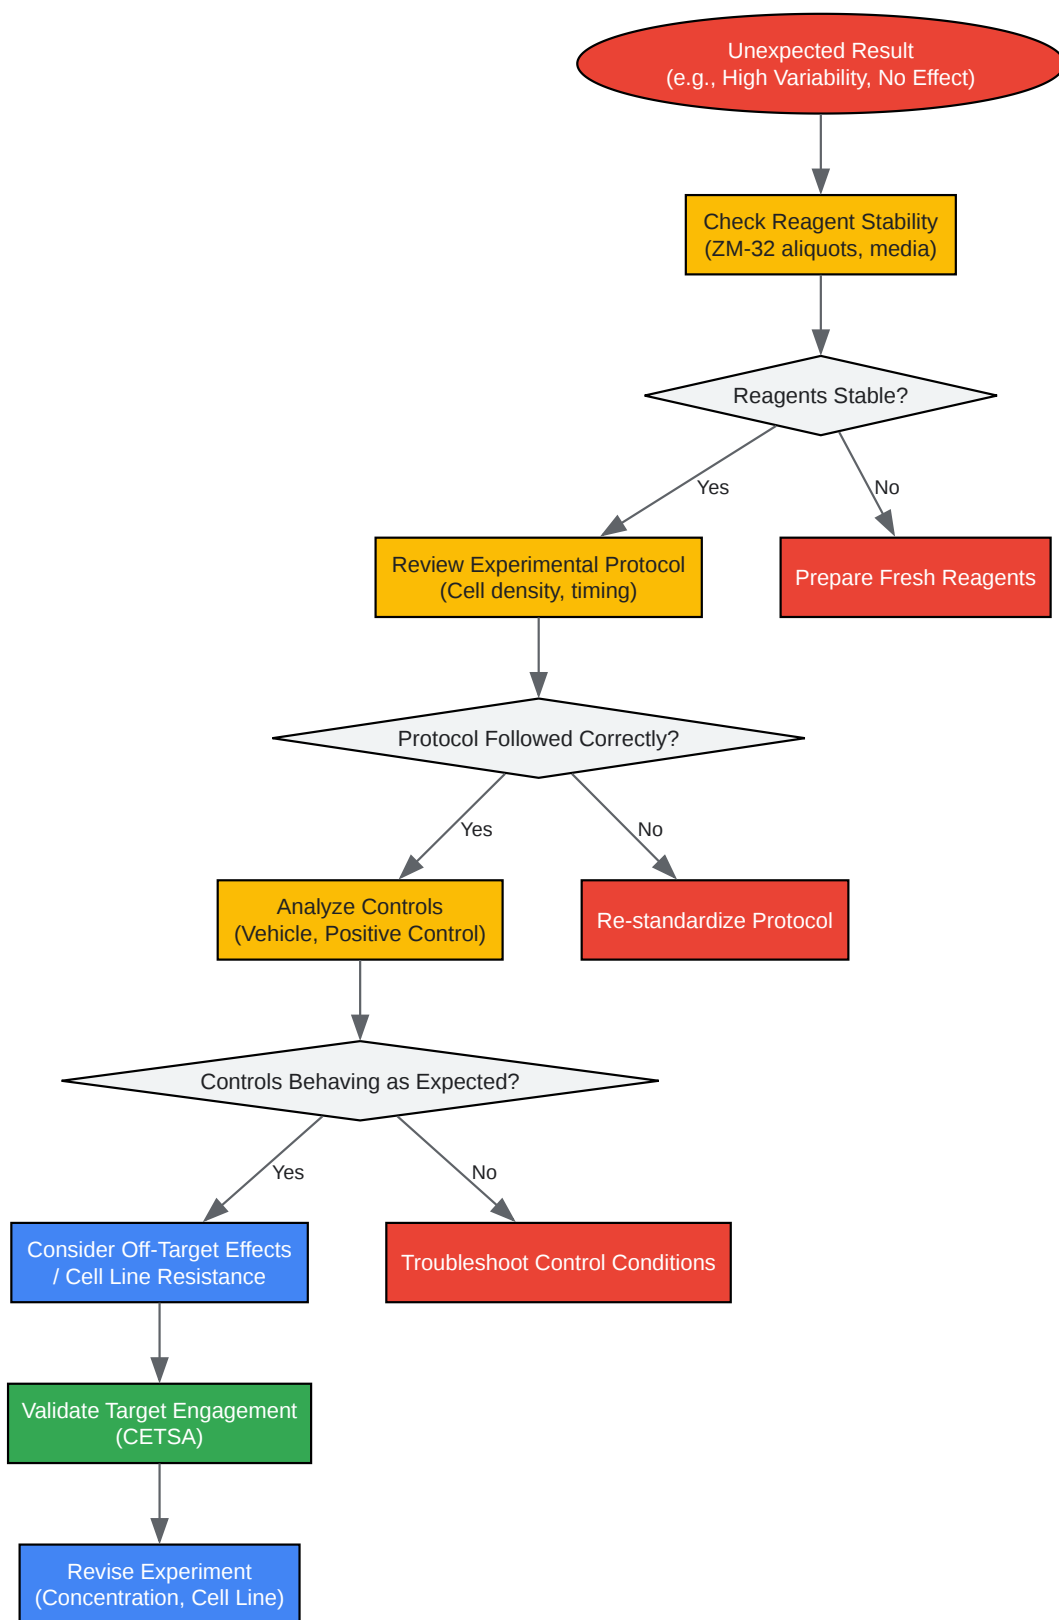 Unexpected Result
(e.g., High Variability, No Effect)
Check Reagent Stability
(ZM-32 aliquots, media)
Reagents Stable?
Yes
No
Review Experimental Protocol
(Cell density, timing)
Prepare Fresh Reagents
Protocol Followed Correctly?
Yes
No
Analyze Controls
(Vehicle, Positive Control)
Re-standardize Protocol
Controls Behaving as Expected?
Yes
No
Consider Off-Target Effects
/ Cell Line Resistance
Troubleshoot Control Conditions
Validate Target Engagement
(CETSA)
Revise Experiment
(Concentration, Cell Line)